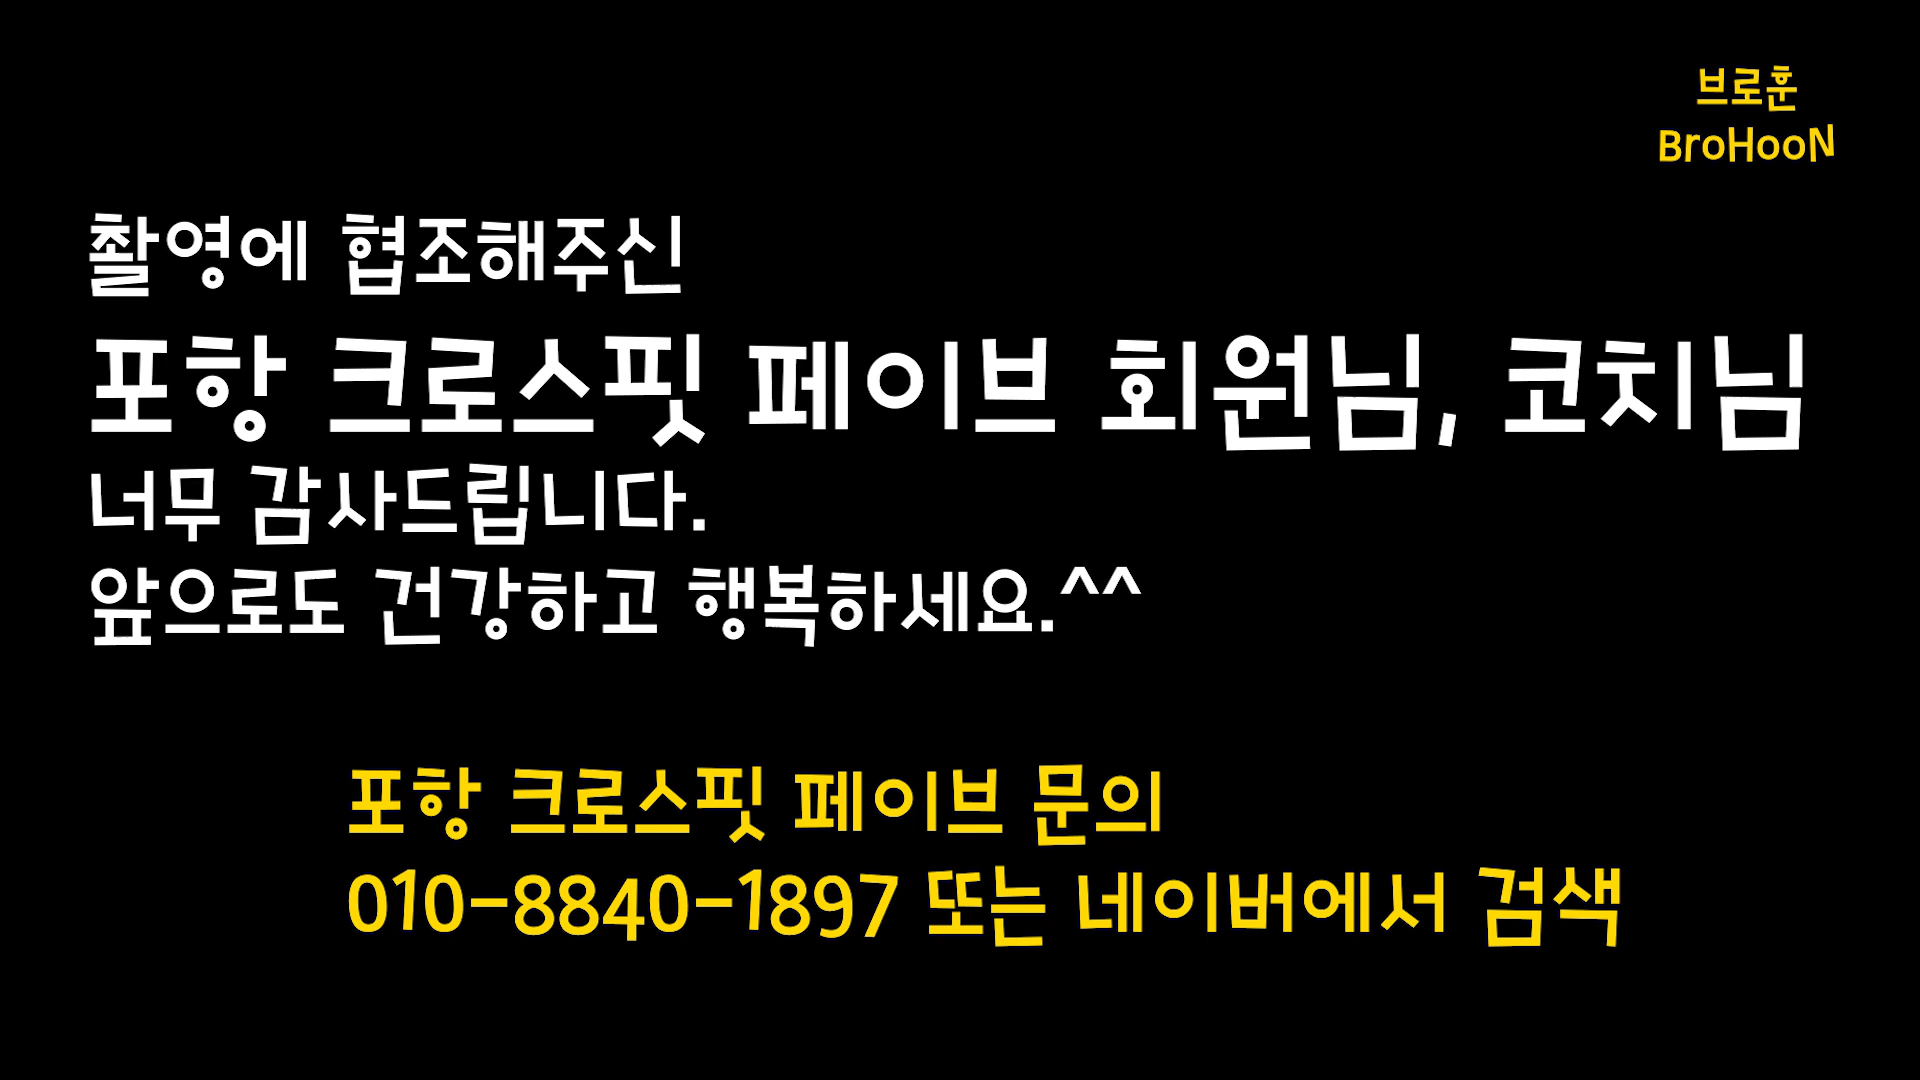 브로훈
BroHooN
촬영에 협조해주신
포항 크로스핏 페이브 회원님, 코치님
너무 감사드립니다.
앞으로도 건강하고 행복하세요.^^
포항 크로스핏 페이브 문의
010-8840-1897 또는 네이버에서 검색